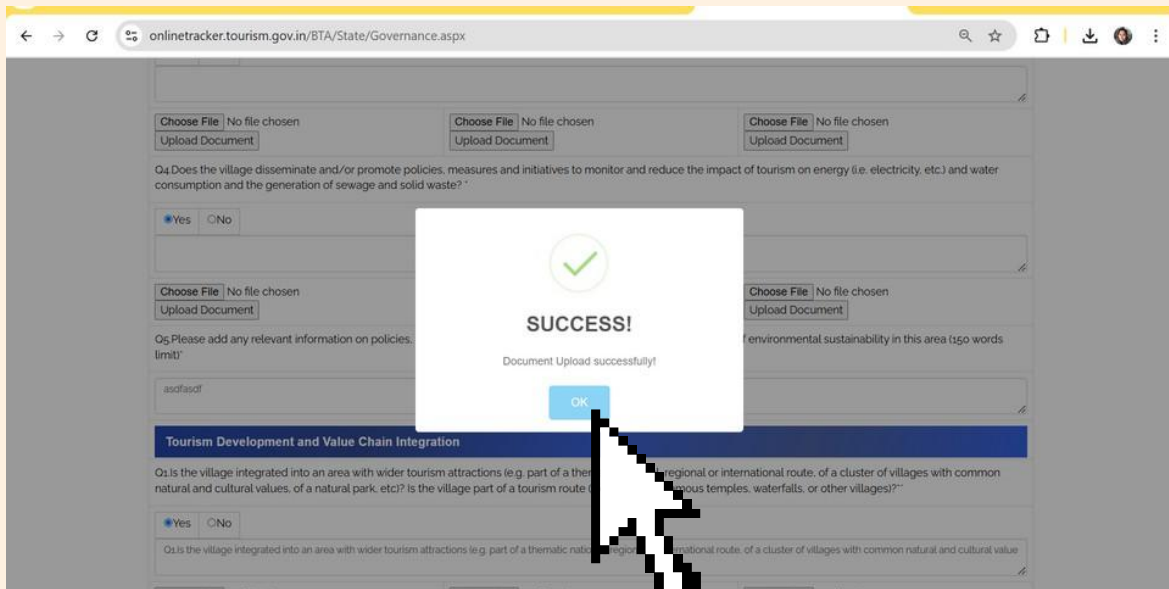 onlinetracker.tourism.gov.in/BTA/State/Governance.aspx
Choose File No file chosen Choose File No file chosen Choose File No file chosen
Upload Document Upload Document Upload Document
Q4.Does the village disseminate and/or promote policies, measures and initiatives to monitor and reduce the impact of tourism on energy (i.e. electricity, etc.) and water
consumption and the generation of sewage and solid waste? *
Yes No
Choose File No file chosen Choose File No file chosen
Upload Document Upload Document
SUCCESS!
Q5.Please add any relevant information on policies, f environmental sustainability in this area (150 words
limit)*
Document Upload successfully!
asdfasdf
OK
Tourism Development and Value Chain Integration
Q1.Is the village integrated into an area with wider tourism attractions (e.g. part of a regional or international route, of a cluster of villages with common
natural and cultural values, of a natural park, etc)? Is the village part of a tourism route ( temples, waterfalls, or other villages)?**
Yes No
Q1.Is the village integrated into an area with wider tourism attractions (e.g. part of a thematic route, of a cluster of villages with common natural and cultural value